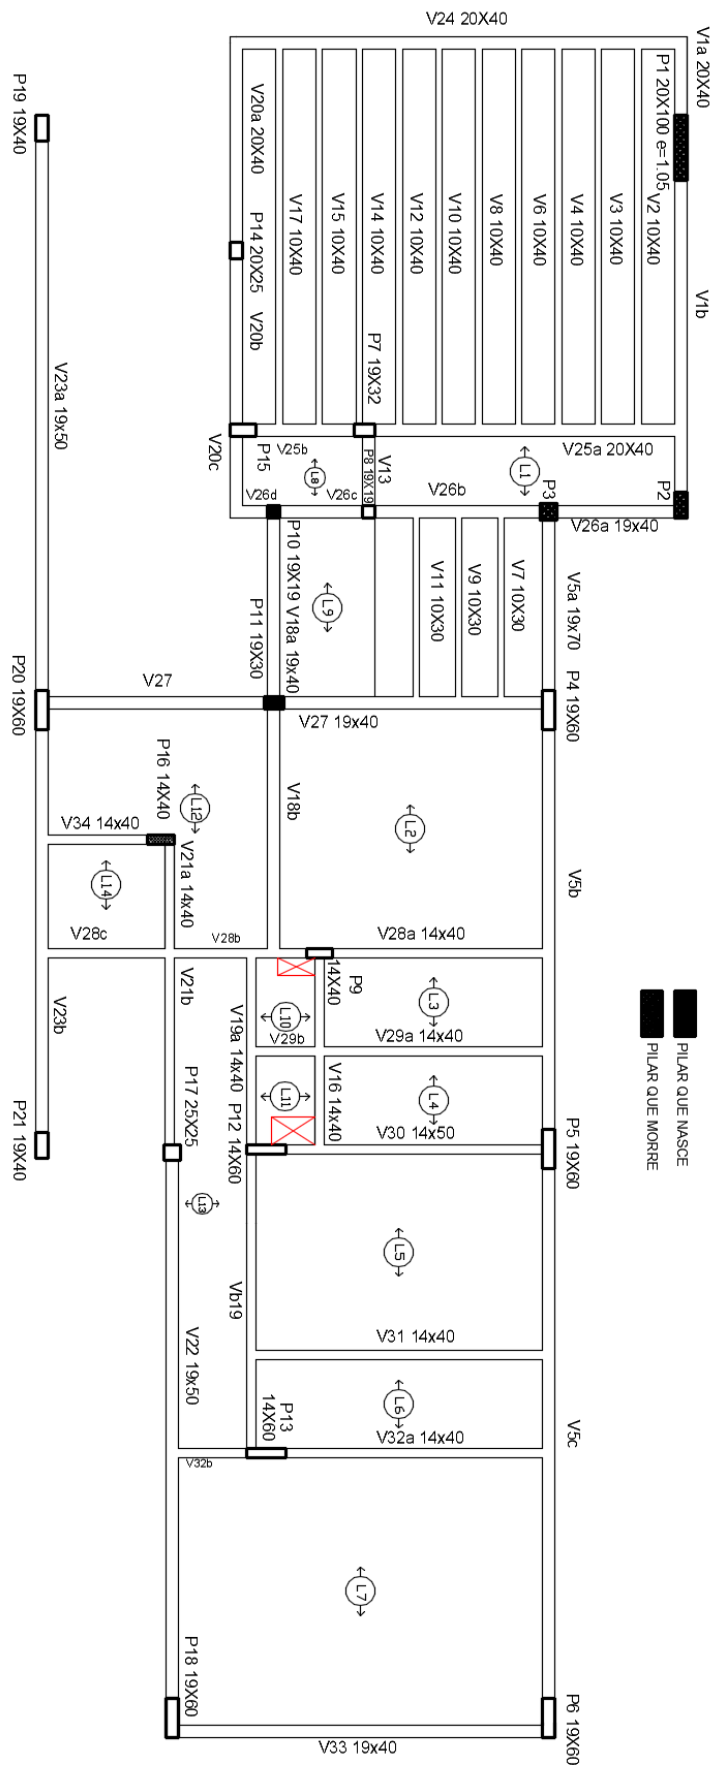 V24 20X40
V1a 20X40
P1 20X100 e=1.05
V1b
V2 10X40
V3 10X40
V4 10X40
V6 10X40
V8 10X40
V10 10X40
V12 10X40
V14 10X40
V15 10X40
V17 10X40
V20a 20X40
P14 20X25
V20b
P19 19X40
V23a 19x50
P7 19X32
V20c
P15
V25b
L8
V26d
V26c
P8 19X19
V13
V26b
L1
V25a 20X40
P3
P2
V26a 19x40
P10 19X19
V18a 19x40
P11 19X30
L9
V11 10X30
V9 10X30
V7 10X30
V5a 19x70
P4 19X60
V27
V27 19x40
P20 19X60
P16 14X40
L12
V34 14x40
V21a 14x40
L14
V28c
V28b
V18b
L2
V28a 14x40
V5b
P9
14X40
L10
V29b
L3
V29a 14x40
V19a 14x40
V21b
V23b
L11
V16 14x40
L4
V30 14x50
P12 14X60
P17 25X25
P21 19X40
P5 19X60
PILAR QUE NASCE
PILAR QUE MORRE
L13
L5
Vb19
V31 14x40
V22 19x50
P13
14X60
L6
V32a 14x40
V32b
V5c
L7
P18 19X60
V33 19x40
P6 19X60